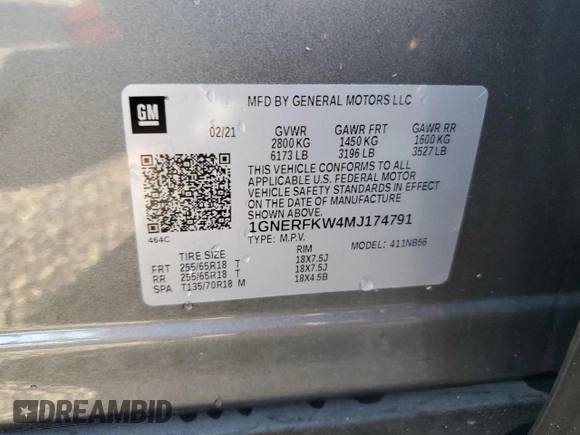 GM
MFD BY GENERAL MOTORS LLC
02/21 GVWR GAWR FRT GAWR RR
2800 KG 1450 KG 1600 KG
6173 LB 3196 LB 3527 LB
THIS VEHICLE CONFORMS TO ALL
APPLICABLE U.S. FEDERAL MOTOR
VEHICLE SAFETY STANDARDS IN EFFECT
ON THE DATE OF MANUFACTURE
SHOWN ABOVE.
1GNERFKW4MJ174791
464C
TYPE: M.P.V. MODEL: 411NB56
TIRE SIZE RIM
FRT 255/65R18 T 18X7.5J
RR 255/65R18 T 18X7.5J
SPA T135/70R18 M 18X4.5B
DREAMBID